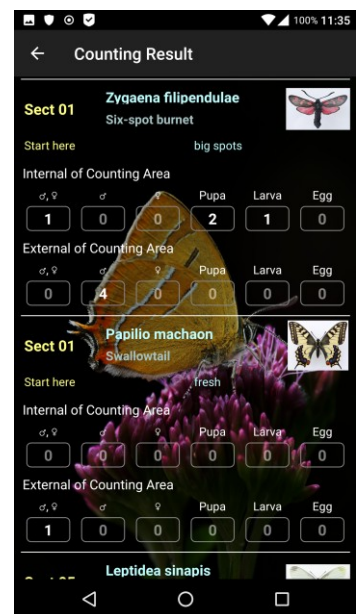 100% 11:35
Counting Result
Sect 01 Zygaena filipendulae
Six-spot burnet
Start here big spots
Internal of Counting Area
♂, ♀ ♂ ♀ Pupa Larva Egg
1 0 0 2 1 0
External of Counting Area
♂, ♀ ♂ ♀ Pupa Larva Egg
0 4 0 0 0 0
Sect 01 Papilio machaon
Swallowtail
Start here fresh
Internal of Counting Area
♂, ♀ ♂ ♀ Pupa Larva Egg
0 0 0 0 0 0
External of Counting Area
♂, ♀ ♂ ♀ Pupa Larva Egg
1 0 0 0 0 0
Leptidea sinapis